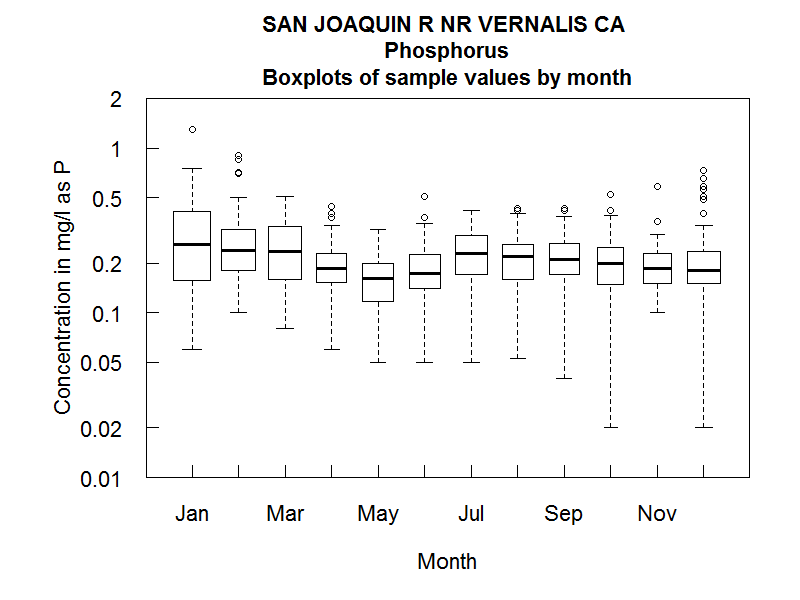 SAN JOAQUIN R NR VERNALIS CA
Phosphorus
Boxplots of sample values by month
Concentration in mg/l as P
2
1
0.5
0.2
0.1
0.05
0.02
0.01
Jan Mar May Jul Sep Nov
Month